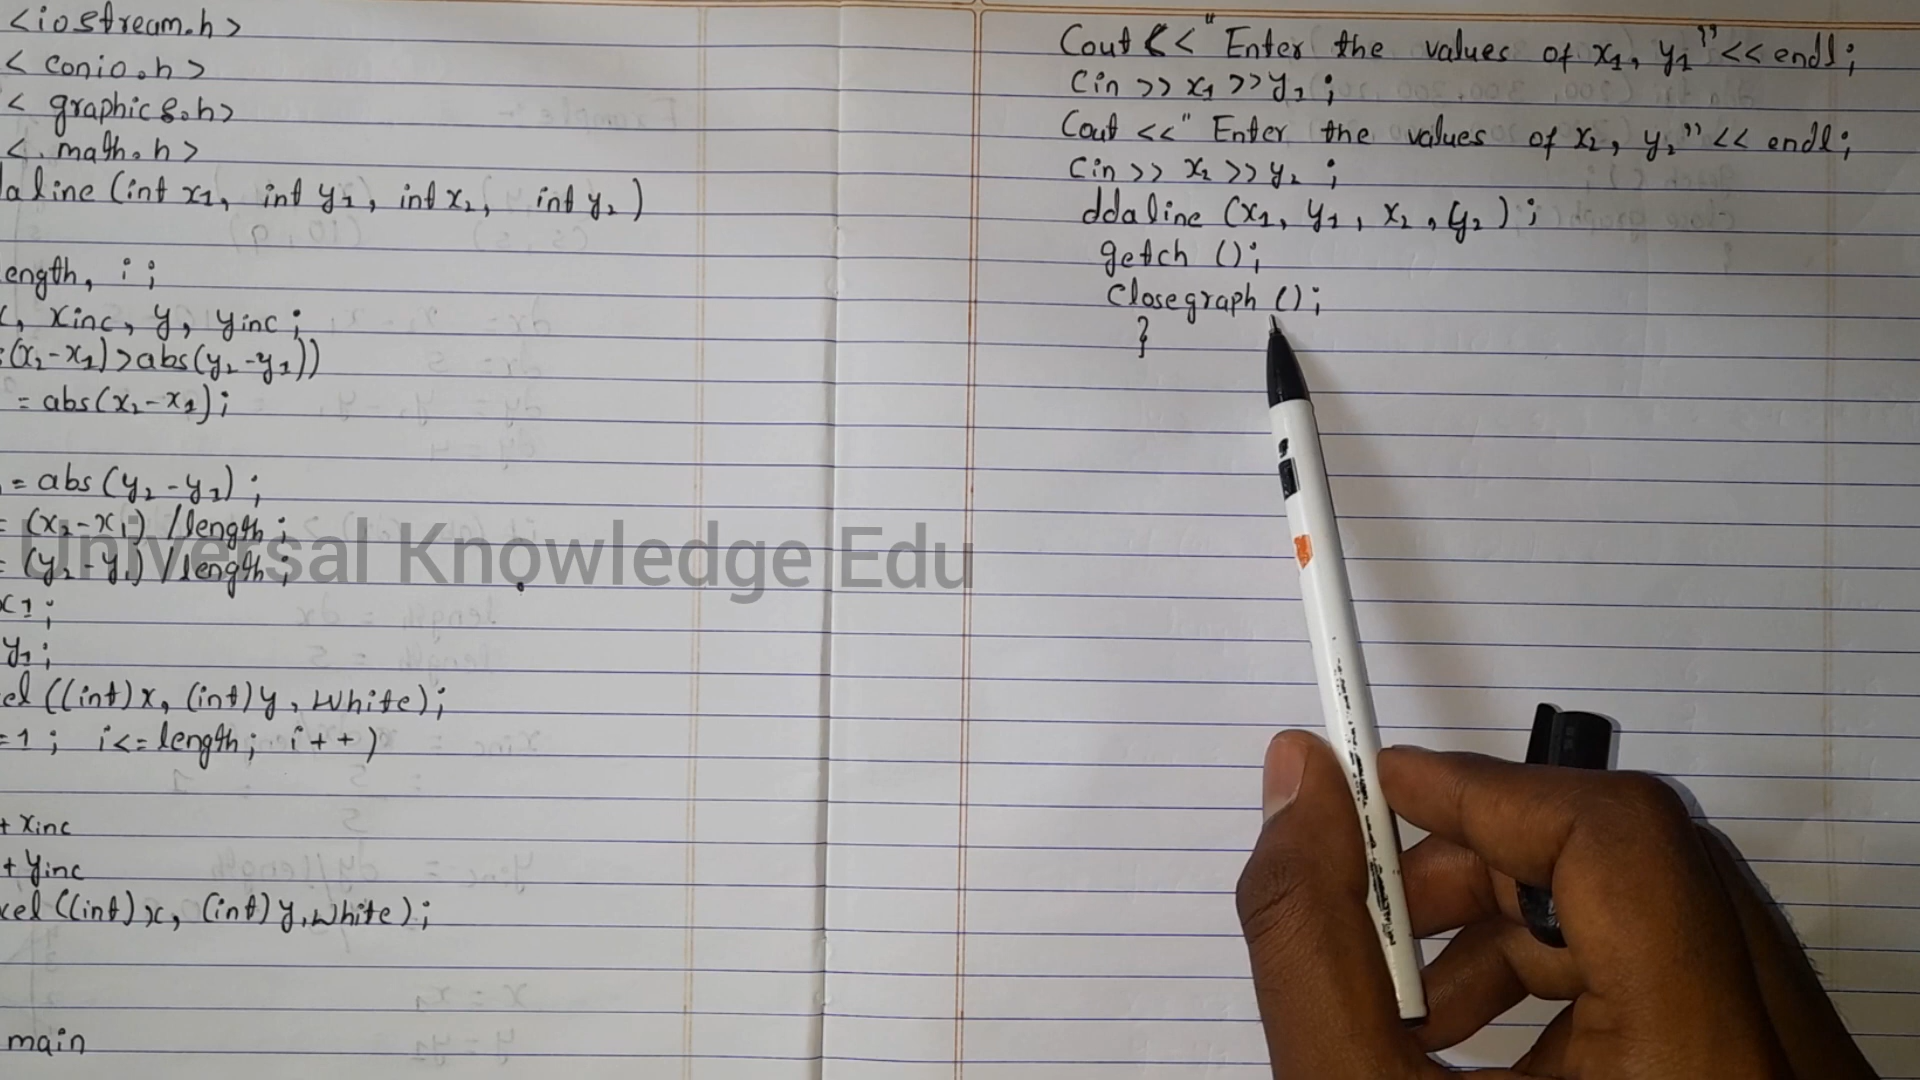 <iostream.h>
<conio.h>
<graphics.h>
<math.h>
daline (int x1, int y1, int x2, int y2)
ength, i;
x, xinc, y, yinc;
(x2-x1)>abs(y2-y1))
= abs(x2-x1);
= abs(y2-y1);
= (x2-x1) /length;
= (y2-y1) /length;
x1;
y1;
el ((int)x, (int)y, White);
=1; i<=length; i++)
+ xinc
+ yinc
xel ((int)x, (int)y, White);
main
Cout << "Enter the values of x1, y1" << endl;
Cin >> x1 >> y1;
Cout << "Enter the values of x2, y2" << endl;
Cin >> x2 >> y2;
ddaline (x1, y1, x2, y2);
getch ();
Closegraph ();
}
Universal Knowledge Edu